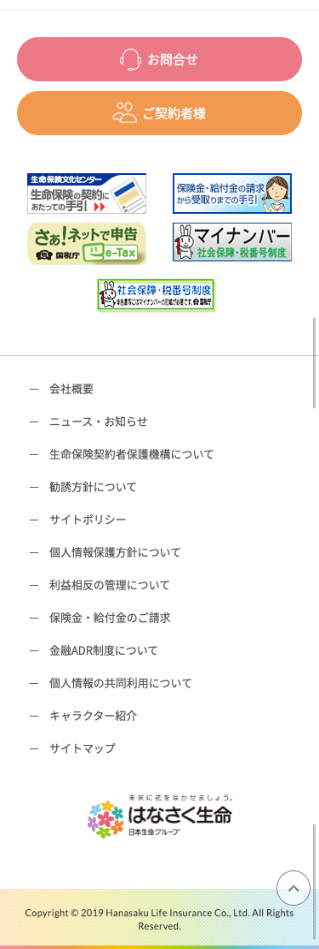 お問合せ
ご契約者様
生命保険文化センター
生命保険の契約に
あたっての手引
保険金・給付金の請求
から受取りまでの手引
さぁ!ネットで申告
国税庁 e-Tax
マイナンバー
社会保障・税番号制度
社会保障・税番号制度
国税庁
会社概要
ニュース・お知らせ
生命保険契約者保護機構について
勧誘方針について
サイトポリシー
個人情報保護方針について
利益相反の管理について
保険金・給付金のご請求
金融ADR制度について
個人情報の共同利用について
キャラクター紹介
サイトマップ
未来に花を咲かせましょう。
はなさく生命
日本生命グループ
Copyright © 2019 Hanasaku Life Insurance Co., Ltd. All Rights
Reserved.